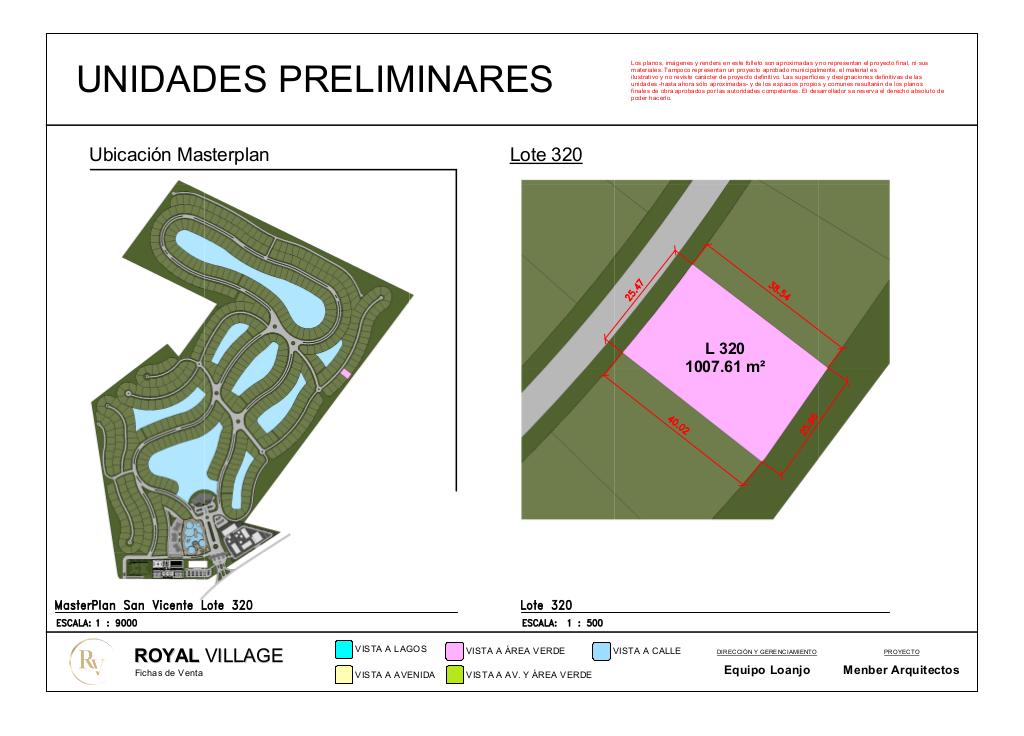 UNIDADES PRELIMINARES
Los planos, imágenes y renders en este folleto son aproximadas y no representan el proyecto final, ni sus
materiales. Tampoco representan un proyecto aprobado municipalmente, el material es
ilustrativo y no reviste carácter de proyecto definitivo. Las superficies y designaciones definitivas de las
unidades -hasta ahora sólo aproximadas- y de los espacios propios y comunes resultarán de los planos
finales de obra aprobados por las autoridades competentes. El desarrollador se reserva el derecho absoluto de
poder hacerlo.
Ubicación Masterplan
Lote 320
25.47
38.54
L 320
1007.61 m²
40.02
MasterPlan San Vicente Lote 320
ESCALA: 1 : 9000
Lote 320
ESCALA: 1 : 500
RV
ROYAL VILLAGE
Fichas de Venta
VISTA A LAGOS
VISTA A ÁREA VERDE
VISTA A CALLE
VISTA A AVENIDA
VISTA A AV. Y ÁREA VERDE
DIRECCIÓN Y GERENCIAMIENTO
Equipo Loanjo
PROYECTO
Menber Arquitectos